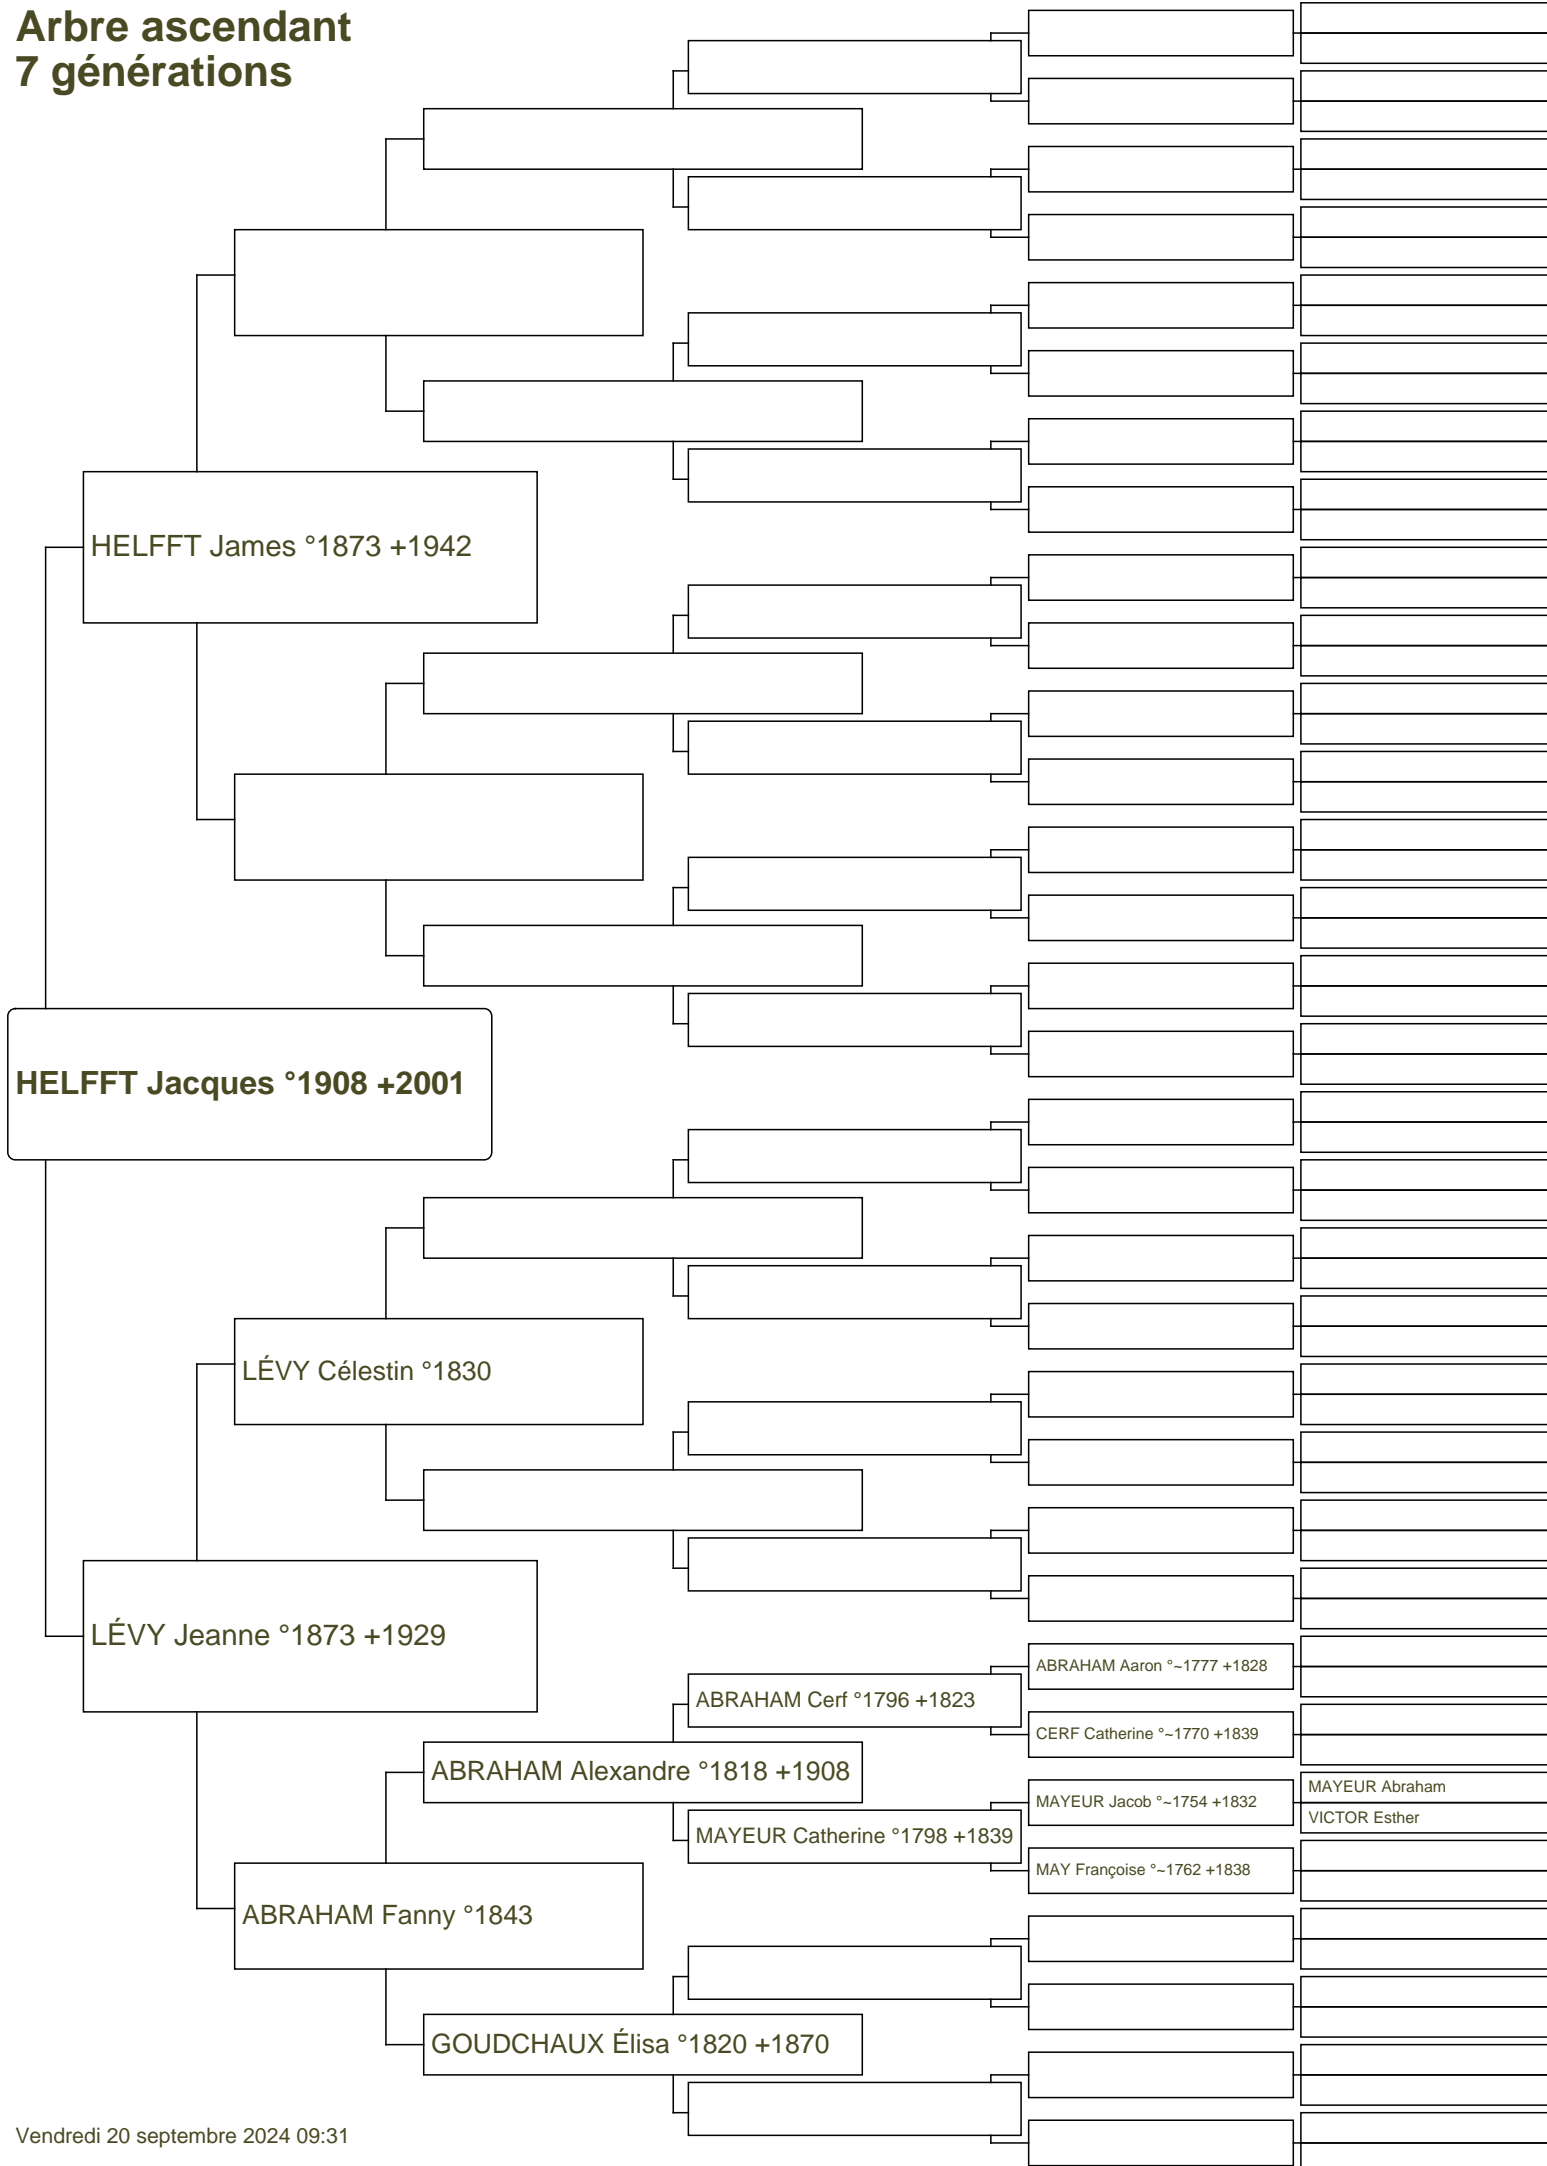 Arbre ascendant
7 générations
HELFFT James °1873 +1942
HELFFT Jacques °1908 +2001
LÉVY Célestin °1830
LÉVY Jeanne °1873 +1929
ABRAHAM Aaron °~1777 +1828
ABRAHAM Cerf °1796 +1823
CERF Catherine °~1770 +1839
ABRAHAM Alexandre °1818 +1908
MAYEUR Abraham
MAYEUR Jacob °~1754 +1832
VICTOR Esther
MAYEUR Catherine °1798 +1839
MAY Françoise °~1762 +1838
ABRAHAM Fanny °1843
GOUDCHAUX Élisa °1820 +1870
Vendredi 20 septembre 2024 09:31